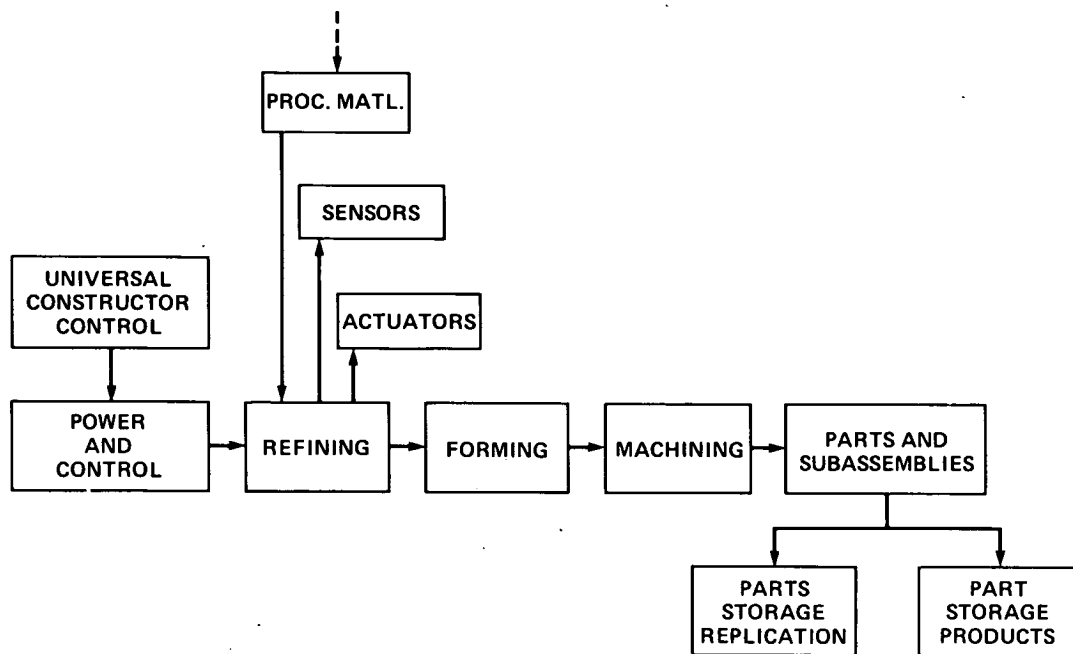 PROC. MATL.
SENSORS
UNIVERSAL
CONSTRUCTOR
CONTROL
ACTUATORS
POWER
AND
CONTROL
REFINING
FORMING
MACHINING
PARTS AND
SUBASSEMBLIES
PARTS
STORAGE
REPLICATION
PART
STORAGE
PRODUCTS